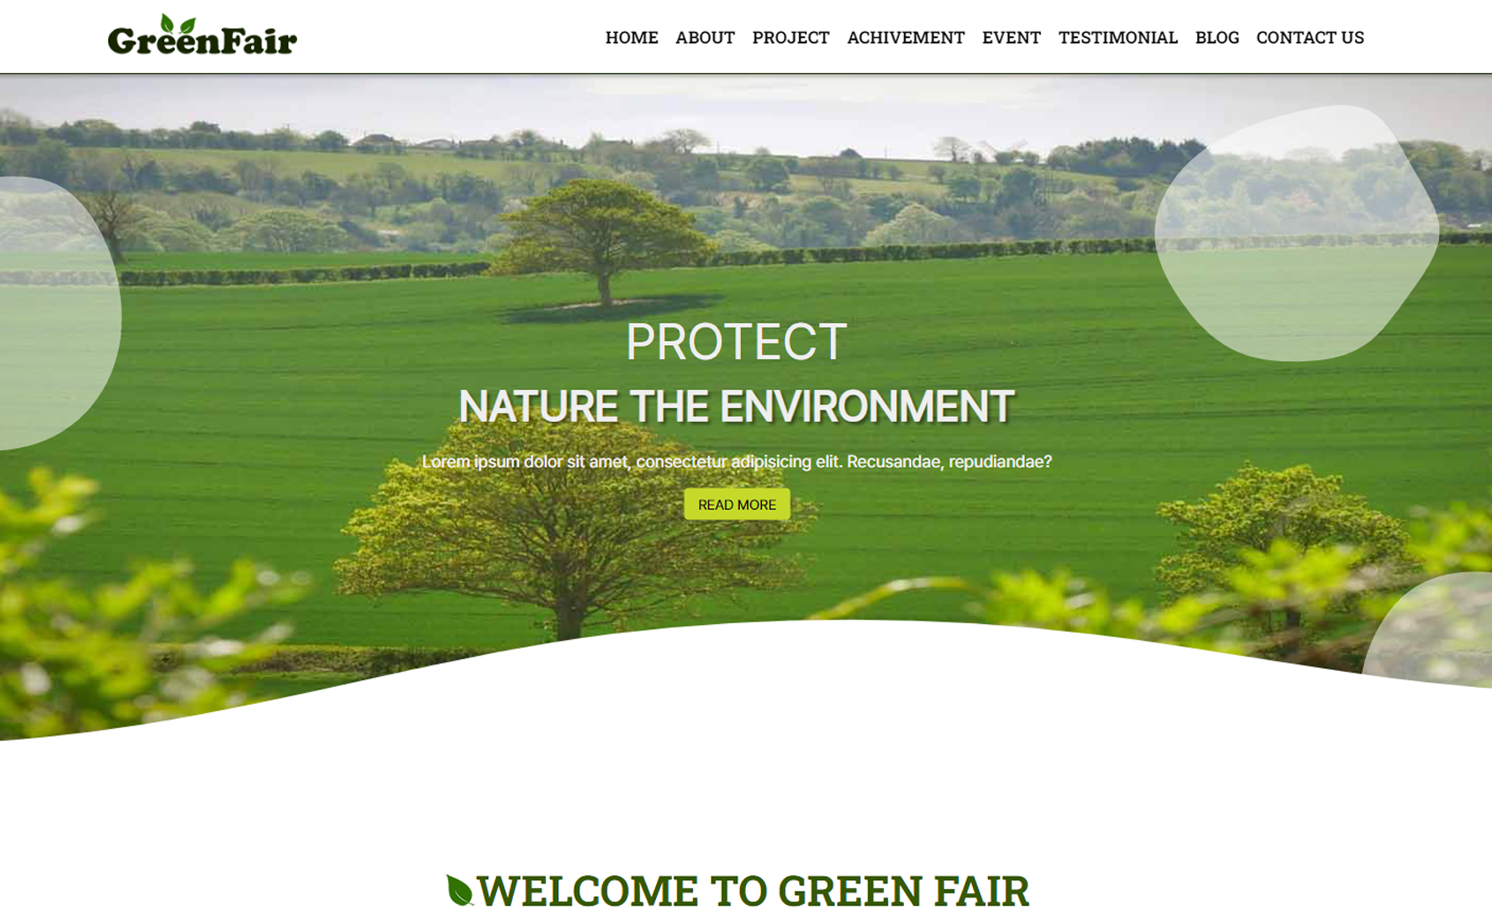 GreenFair
HOME ABOUT PROJECT ACHIVEMENT EVENT TESTIMONIAL BLOG CONTACT US
PROTECT
NATURE THE ENVIRONMENT
Lorem ipsum dolor sit amet, consectetur adipisicing elit. Recusandae, repudiandae?
READ MORE
WELCOME TO GREEN FAIR